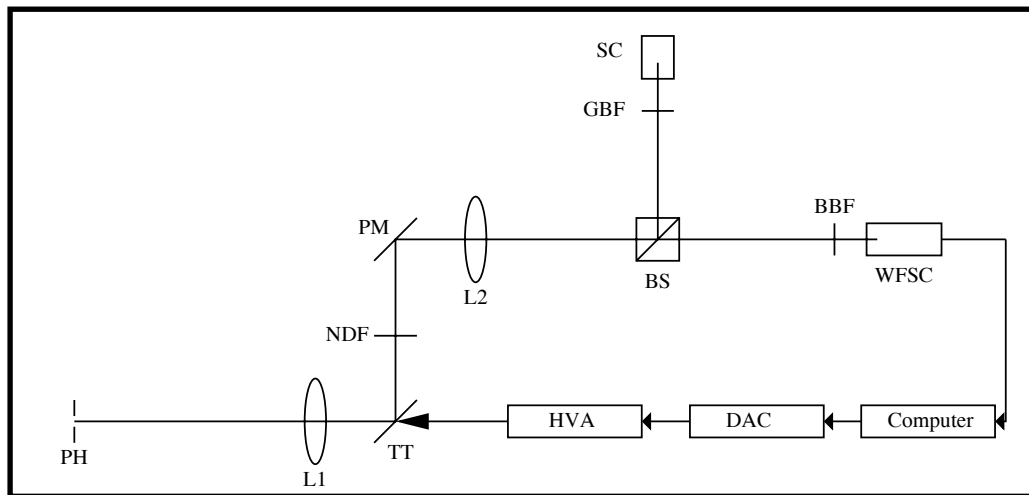 SC
GBF
PM
BBF
L2
BS
WFSC
NDF
PH
L1
TT
HVA
DAC
Computer